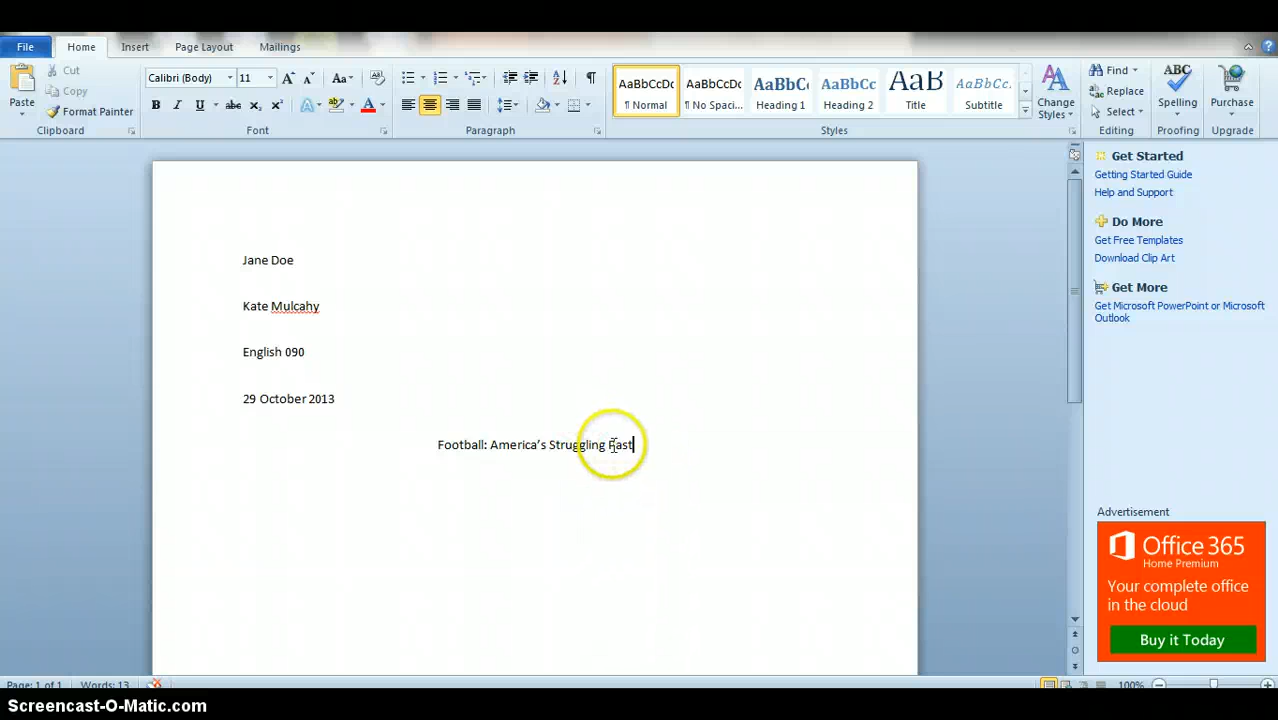 File Home Insert Page Layout Mailings
Cut
Copy
Format Painter
Paste
Clipboard
Calibri (Body) 11
Font
Paragraph
AaBbCcDc AaBbCcDc AaBbC AaBbCc AaB AaBbCc.
¶ Normal ¶ No Spaci... Heading 1 Heading 2 Title Subtitle
Change
Styles
Styles
Find
Replace
Select
Editing
ABC
Spelling
Proofing
Purchase
Upgrade
Jane Doe
Kate Mulcahy
English 090
29 October 2013
Football: America's Struggling
Get Started
Getting Started Guide
Help and Support
Do More
Get Free Templates
Download Clip Art
Get More
Get Microsoft PowerPoint or Microsoft
Outlook
Advertisement
Office 365
Home Premium
Your complete office
in the cloud
Buy it Today
Page: 1 of 1 Words: 13 100%
Screencast-O-Matic.com